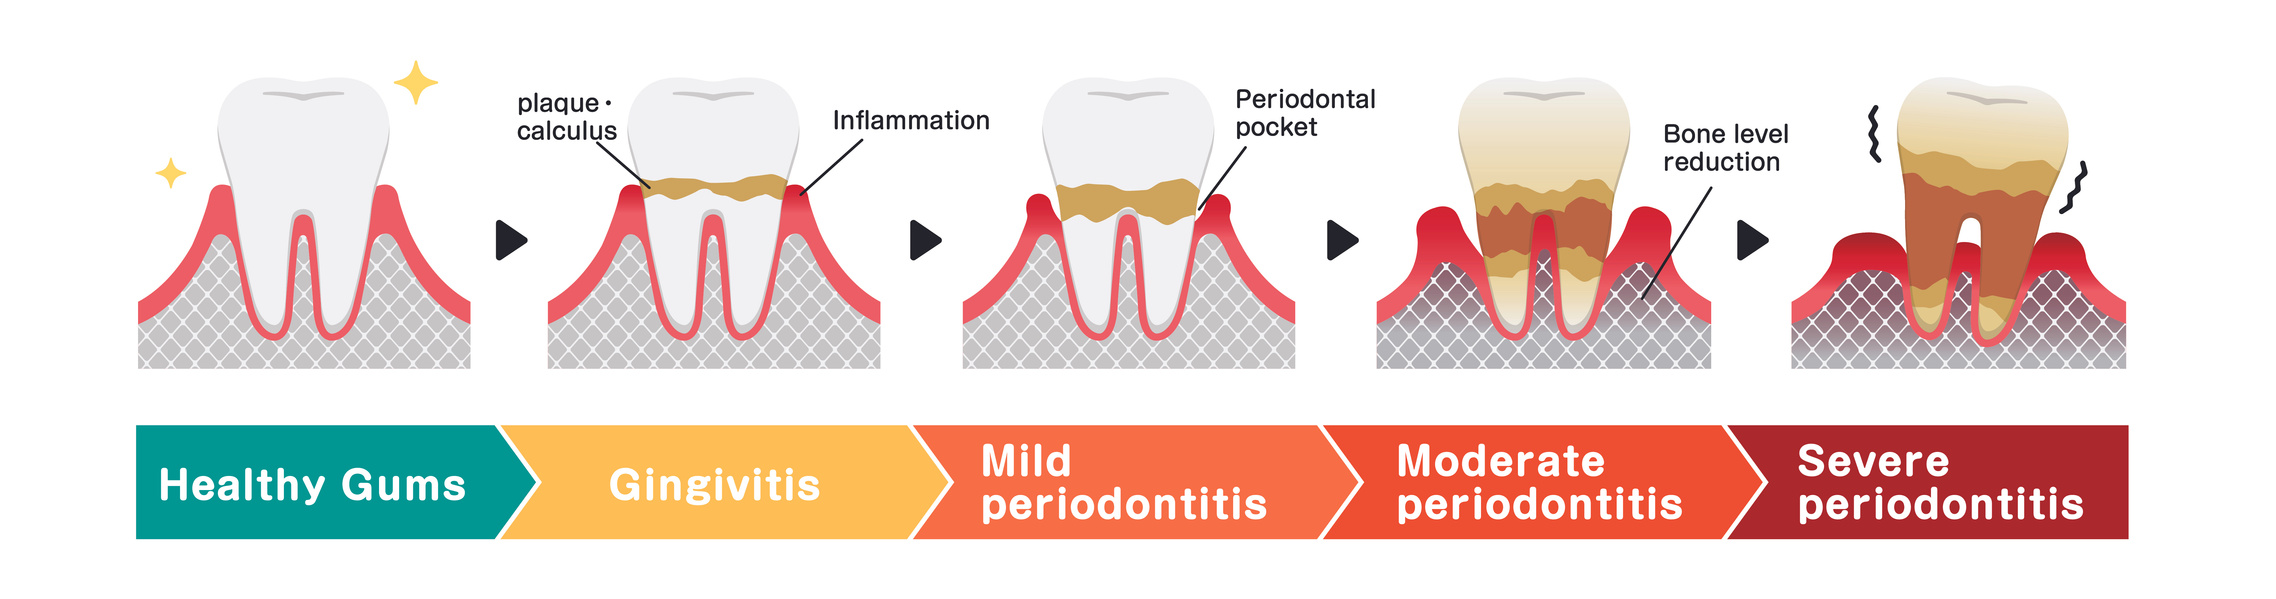 plaque・
calculus
Inflammation
Periodontal
pocket
Bone level
reduction
Healthy Gums
Gingivitis
Mild
periodontitis
Moderate
periodontitis
Severe
periodontitis